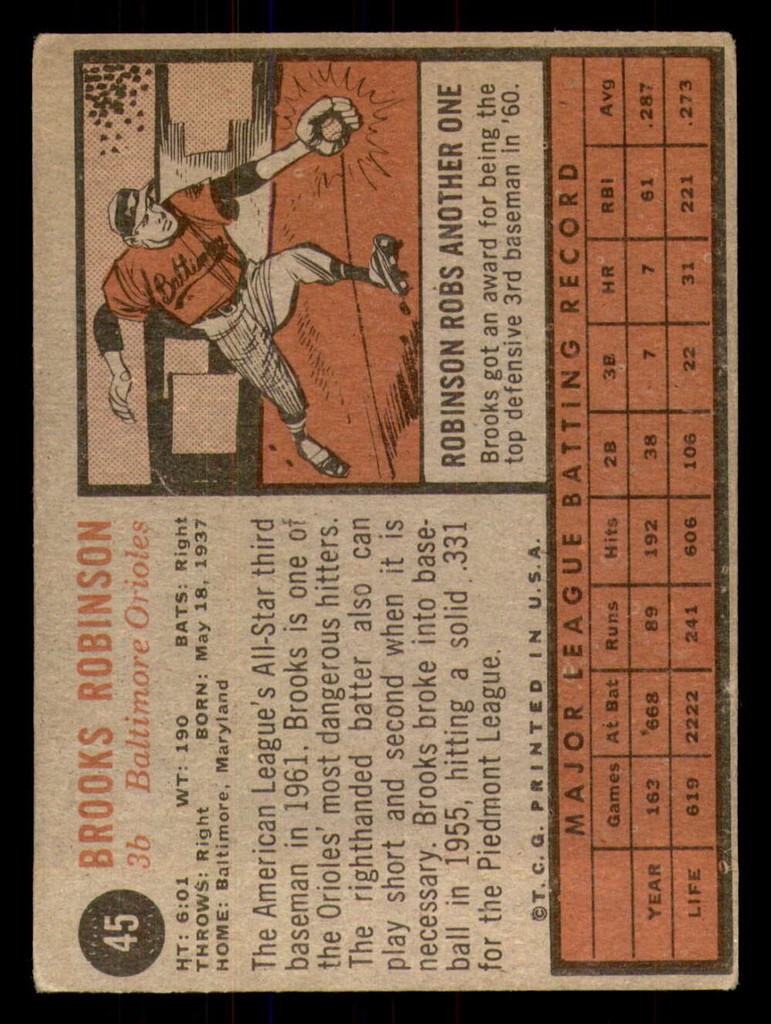 45
BROOKS ROBINSON
3b Baltimore Orioles
HT: 6:01 WT: 190 BATS: Right
THROWS: Right BORN: May 18, 1937
HOME: Baltimore, Maryland
The American League's All-Star third
baseman in 1961, Brooks is one of
the Orioles' most dangerous hitters.
The righthanded batter also can
play short and second when it is
necessary. Brooks broke into base-
ball in 1955, hitting a solid .331
for the Piedmont League.
©T.C.G. PRINTED IN U.S.A.
Baltimore
ROBINSON ROBS ANOTHER ONE
Brooks got an award for being the
top defensive 3rd baseman in '60.
MAJOR LEAGUE BATTING RECORD
Games At Bat Runs Hits 2B 3B HR RBI Avg
YEAR 163 *668 89 192 38 7 7 61 .287
LIFE 619 2222 241 606 106 22 31 221 .273